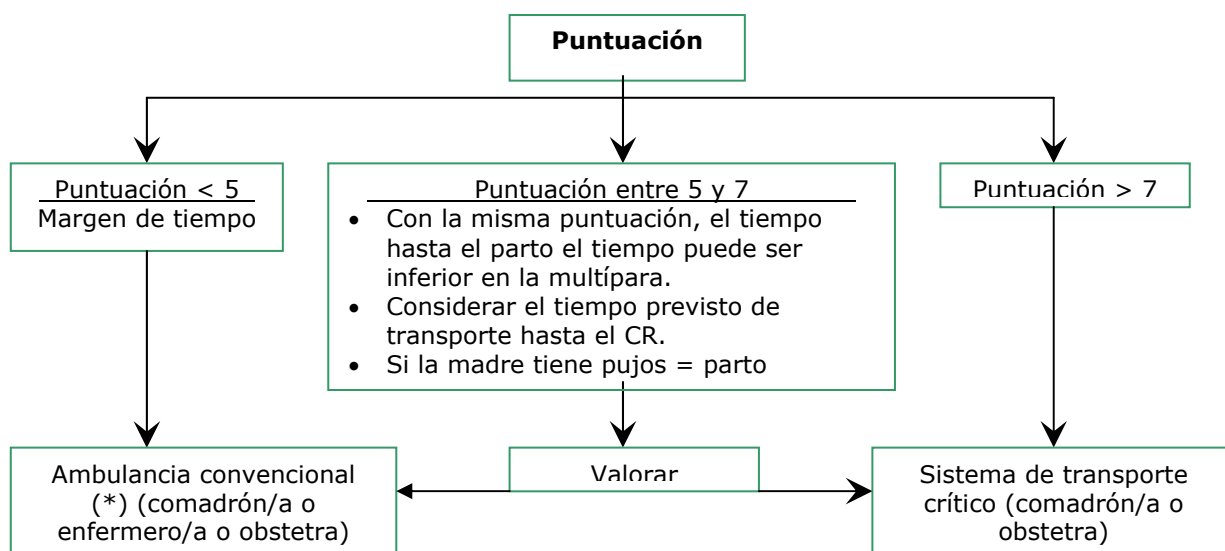 Puntuación
Puntuación < 5
Margen de tiempo
Puntuación entre 5 y 7
• Con la misma puntuación, el tiempo
hasta el parto el tiempo puede ser
inferior en la multípara.
• Considerar el tiempo previsto de
transporte hasta el CR.
• Si la madre tiene pujos = parto
Puntuación > 7
Ambulancia convencional
(*) (comadrón/a o
enfermero/a o obstetra)
Valorar
Sistema de transporte
crítico (comadrón/a o
obstetra)